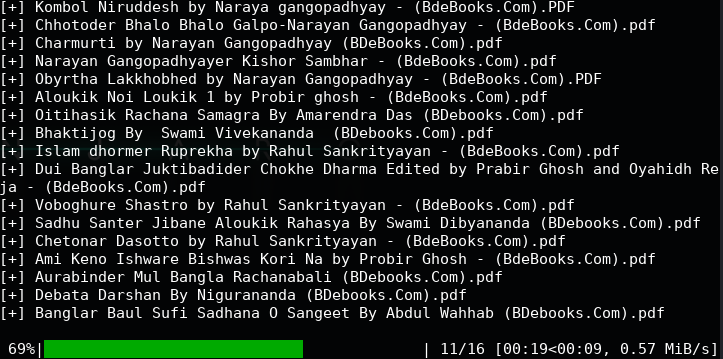 [+] Kombol Niruddesh by Naraya gangopadhyay - (BdeBooks.Com).PDF
[+] Chhotoder Bhalo Bhalo Galpo-Narayan Gangopadhyay - (BdeBooks.Com).pdf
[+] Charmurti by Narayan Gangopadhyay (BDeBooks.Com).pdf
[+] Narayan Gangopadhyayer Kishor Sambhar - (BdeBooks.Com).pdf
[+] Obyrtha Lakkhobhed by Narayan Gangopadhyay - (BdeBooks.Com).PDF
[+] Aloukik Noi Loukik 1 by Probir ghosh - (BdeBooks.Com).pdf
[+] Oitihasik Rachana Samagra By Amarendra Das (BDebooks.Com).pdf
[+] Bhaktijog By  Swami Vivekananda  (BDebooks.Com).pdf
[+] Islam dhormer Ruprekha by Rahul Sankrityayan - (BdeBooks.Com).pdf
[+] Dui Banglar Juktibadider Chokhe Dharma Edited by Prabir Ghosh and Oyahidh Re
ja - (BdeBooks.Com).pdf
[+] Voboghure Shastro by Rahul Sankrityayan - (BdeBooks.Com).pdf
[+] Sadhu Santer Jibane Aloukik Rahasya By Swami Dibyananda (BDebooks.Com).pdf
[+] Chetonar Dasotto by Rahul Sankrityayan - (BdeBooks.Com).pdf
[+] Ami Keno Ishware Bishwas Kori Na by Probir Ghosh - (BdeBooks.Com).pdf
[+] Aurabinder Mul Bangla Rachanabali (BDebooks.Com).pdf
[+] Debata Darshan By Nigurananda (BDebooks.Com).pdf
[+] Banglar Baul Sufi Sadhana O Sangeet By Abdul Wahhab (BDebooks.Com).pdf
69%| | 11/16 [00:19<00:09, 0.57 MiB/s]